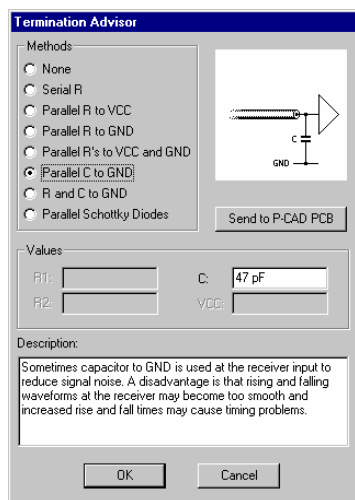 Termination Advisor
Methods
None
Serial R
Parallel R to VCC
Parallel R to GND
Parallel R's to VCC and GND
Parallel C to GND
R and C to GND
Parallel Schottky Diodes
C
GND
Send to P-CAD PCB
Values
R1:
C: 47 pF
R2:
VCC:
Description:
Sometimes capacitor to GND is used at the receiver input to
reduce signal noise. A disadvantage is that rising and falling
waveforms at the receiver may become too smooth and
increased rise and fall times may cause timing problems.
OK
Cancel